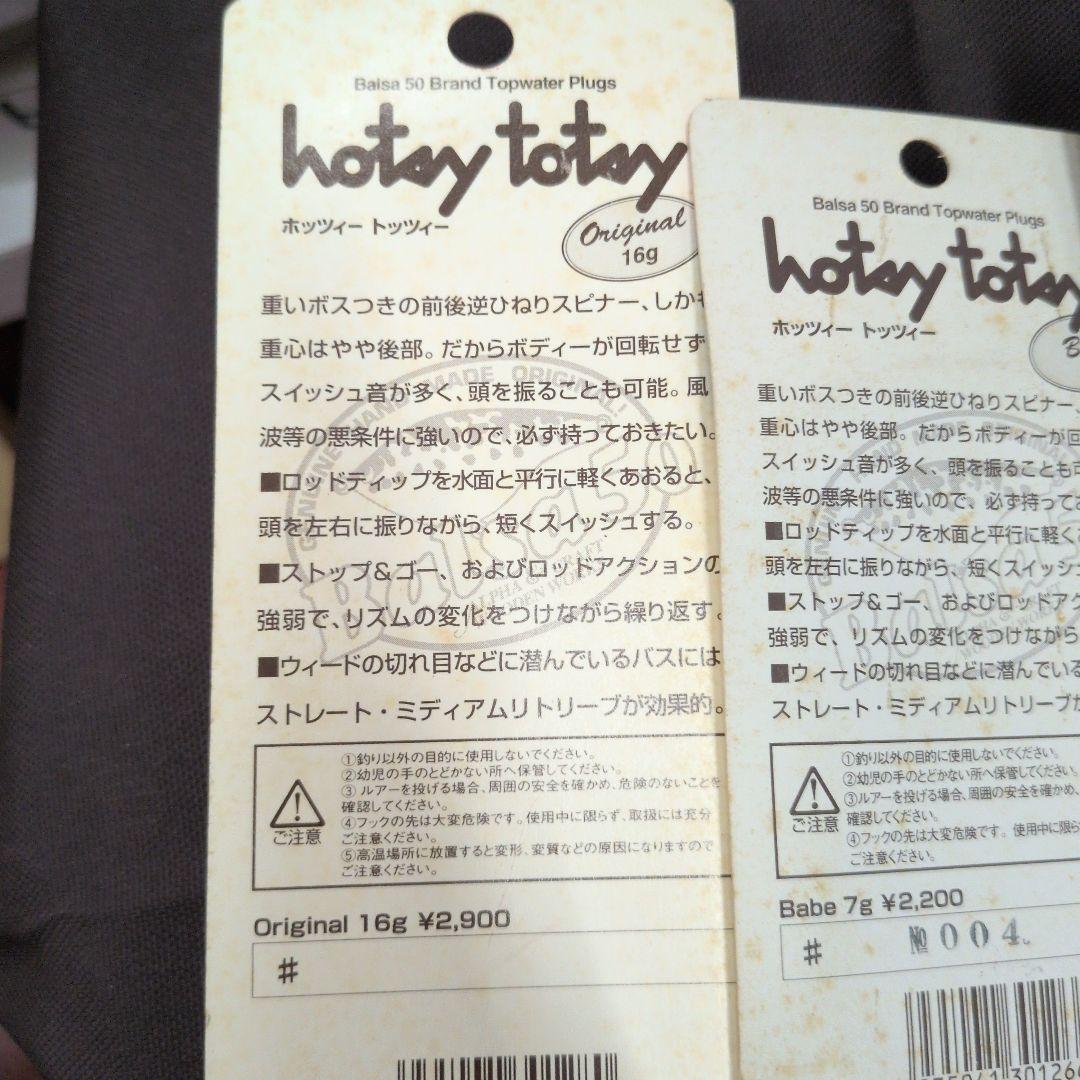 Balsa 50 Brand Topwater Plugs
hotsy totsy
ホッツィー トッツィー
Original
16g
重いボスつきの前後逆ひねりスピナー、しかも
重心はやや後部。だからボディーが回転せず
スイッシュ音が多く、頭を振ることも可能。風
波等の悪条件に強いので、必ず持っておきたい。
■ロッドティップを水面と平行に軽くあおると、
頭を左右に振りながら、短くスイッシュする。
■ストップ&ゴー、およびロッドアクションの
強弱で、リズムの変化をつけながら繰り返す。
■ウィードの切れ目などに潜んでいるバスには
ストレート・ミディアムリトリーブが効果的。
Balsa50
ご注意
①釣り以外の目的に使用しないでください。
②幼児の手のとどかない所へ保管してください。
③ルアーを投げる場合、周囲の安全を確かめ、危険のないことを
確認してください。
④フックの先は大変危険です。使用中に限らず、取扱には充分
ご注意ください。
⑤高温場所に放置すると変形、変質などの原因になりますので
ご注意ください。
Original 16g ¥2,900
#
Balsa 50 Brand Topwater Plugs
hotsy totsy
ホッツィー トッツィー
B
重いボスつきの前後逆ひねりスピナー、
重心はやや後部。だからボディーが回
スイッシュ音が多く、頭を振ることも可
波等の悪条件に強いので、必ず持って
■ロッドティップを水面と平行に軽く
頭を左右に振りながら、短くスイッシ
■ストップ&ゴー、およびロッドアク
強弱で、リズムの変化をつけながら
■ウィードの切れ目などに潜んでいる
ストレート・ミディアムリトリーブが
ご注意
①釣り以外の目的に使用しないでください。
②幼児の手のとどかない所へ保管してください。
③ルアーを投げる場合、周囲の安全を確かめ、
確認してください。
④フックの先は大変危険です。使用中に限ら
ご注意ください。
Babe 7g ¥2,200
# №004.